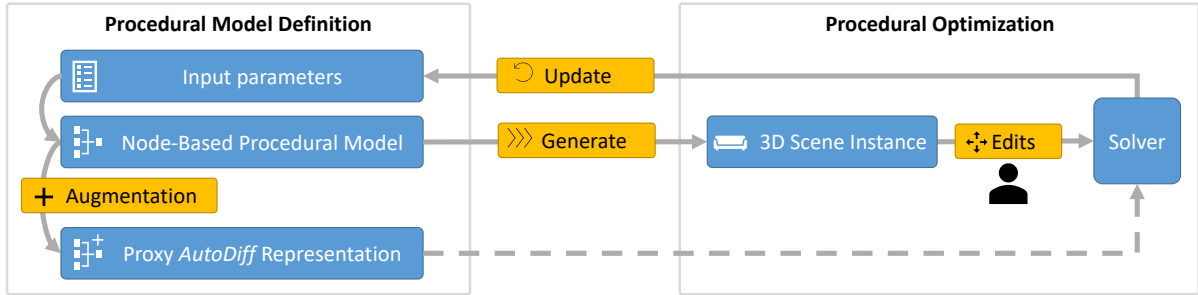 Procedural Model Definition
Procedural Optimization
Input parameters
Update
Node-Based Procedural Model
Generate
3D Scene Instance
Edits
Solver
Augmentation
Proxy AutoDiff Representation